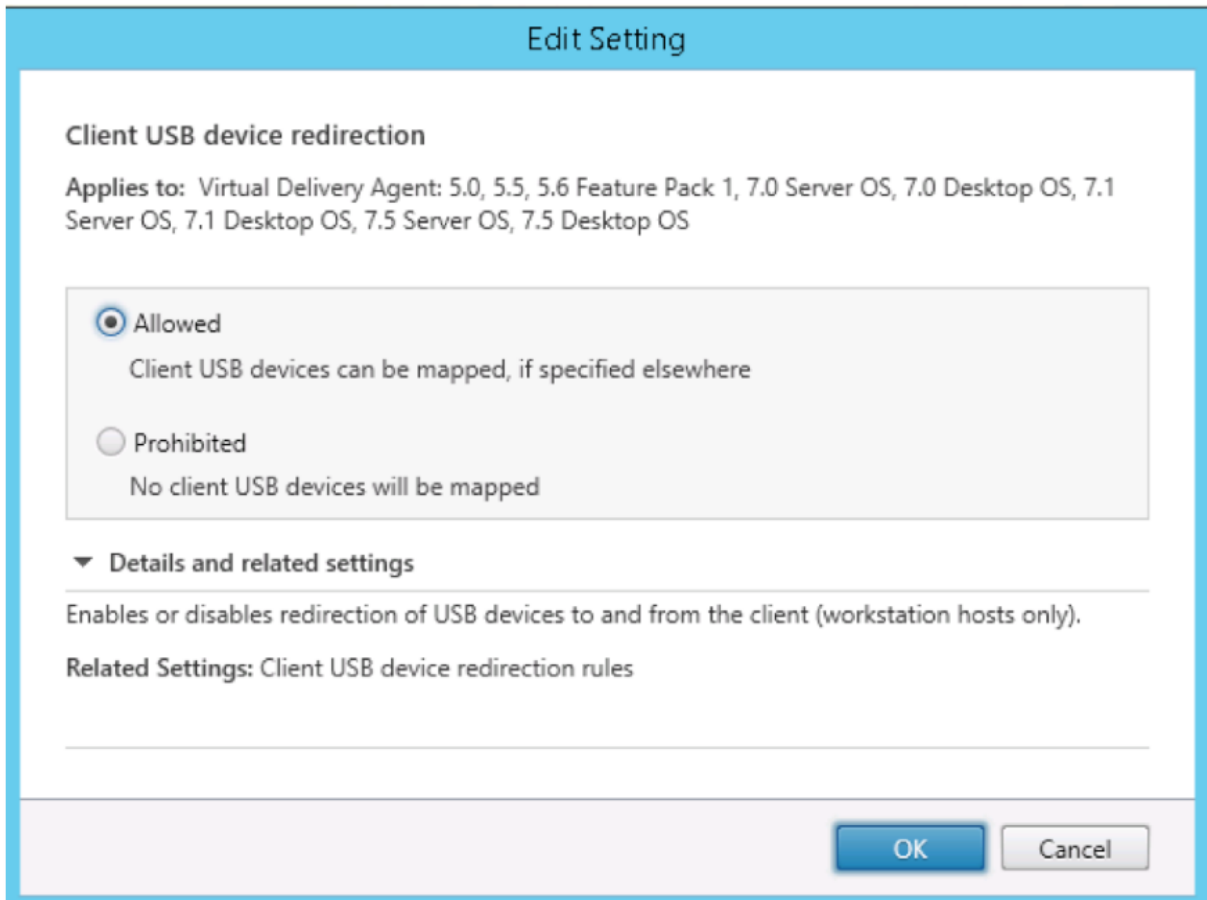 Edit Setting
Client USB device redirection
Applies to: Virtual Delivery Agent: 5.0, 5.5, 5.6 Feature Pack 1, 7.0 Server OS, 7.0 Desktop OS, 7.1
Server OS, 7.1 Desktop OS, 7.5 Server OS, 7.5 Desktop OS
Allowed
Client USB devices can be mapped, if specified elsewhere
Prohibited
No client USB devices will be mapped
Details and related settings
Enables or disables redirection of USB devices to and from the client (workstation hosts only).
Related Settings: Client USB device redirection rules
OK
Cancel